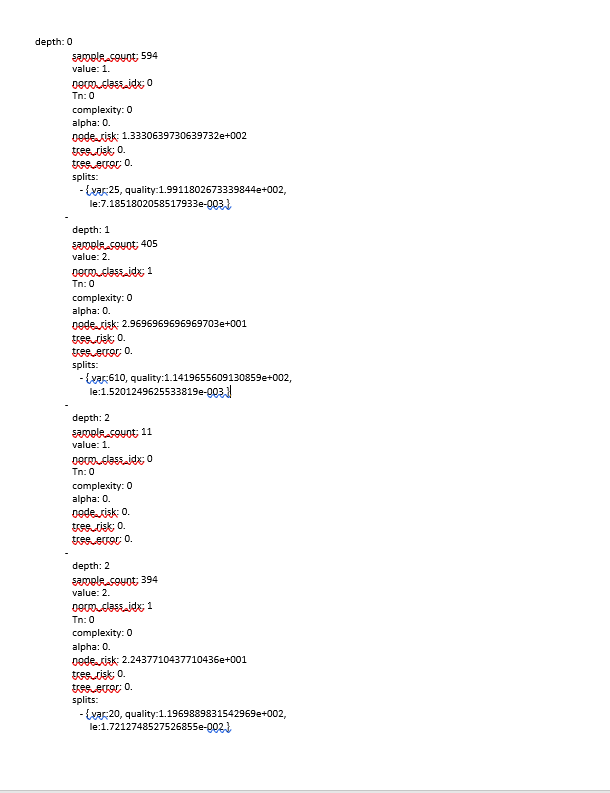 depth: 0
sample_count: 594
value: 1.
norm_class_idx: 0
Tn: 0
complexity: 0
alpha: 0.
node_risk: 1.3330639730639732e+002
tree_risk: 0.
tree_error: 0.
splits:
- { var:25, quality:1.9911802673339844e+002,
le:7.1851802058517933e-003 }
-
depth: 1
sample_count: 405
value: 2.
norm_class_idx: 1
Tn: 0
complexity: 0
alpha: 0.
node_risk: 2.9696969696969703e+001
tree_risk: 0.
tree_error: 0.
splits:
- { var:610, quality:1.1419655609130859e+002,
le:1.5201249625533819e-003 }
-
depth: 2
sample_count: 11
value: 1.
norm_class_idx: 0
Tn: 0
complexity: 0
alpha: 0.
node_risk: 0.
tree_risk: 0.
tree_error: 0.
-
depth: 2
sample_count: 394
value: 2.
norm_class_idx: 1
Tn: 0
complexity: 0
alpha: 0.
node_risk: 2.2437710437710436e+001
tree_risk: 0.
tree_error: 0.
splits:
- { var:20, quality:1.1969889831542969e+002,
le:1.7212748527526855e-002 }